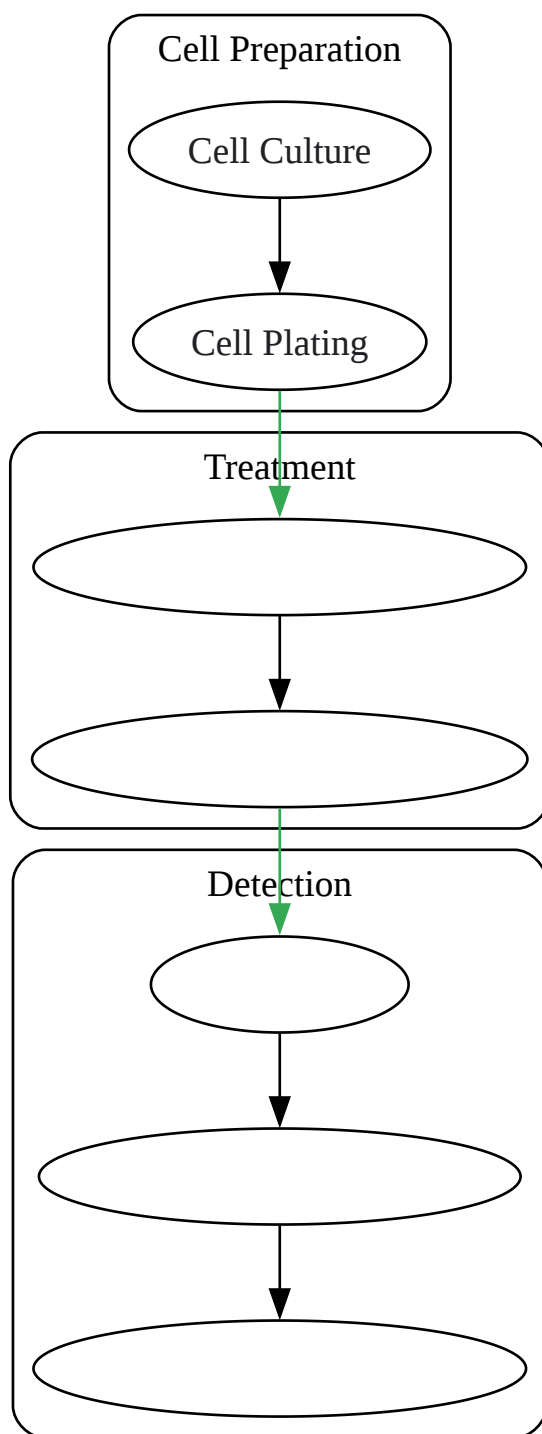 Cell Preparation
Cell Culture
Cell Plating
Treatment
Detection